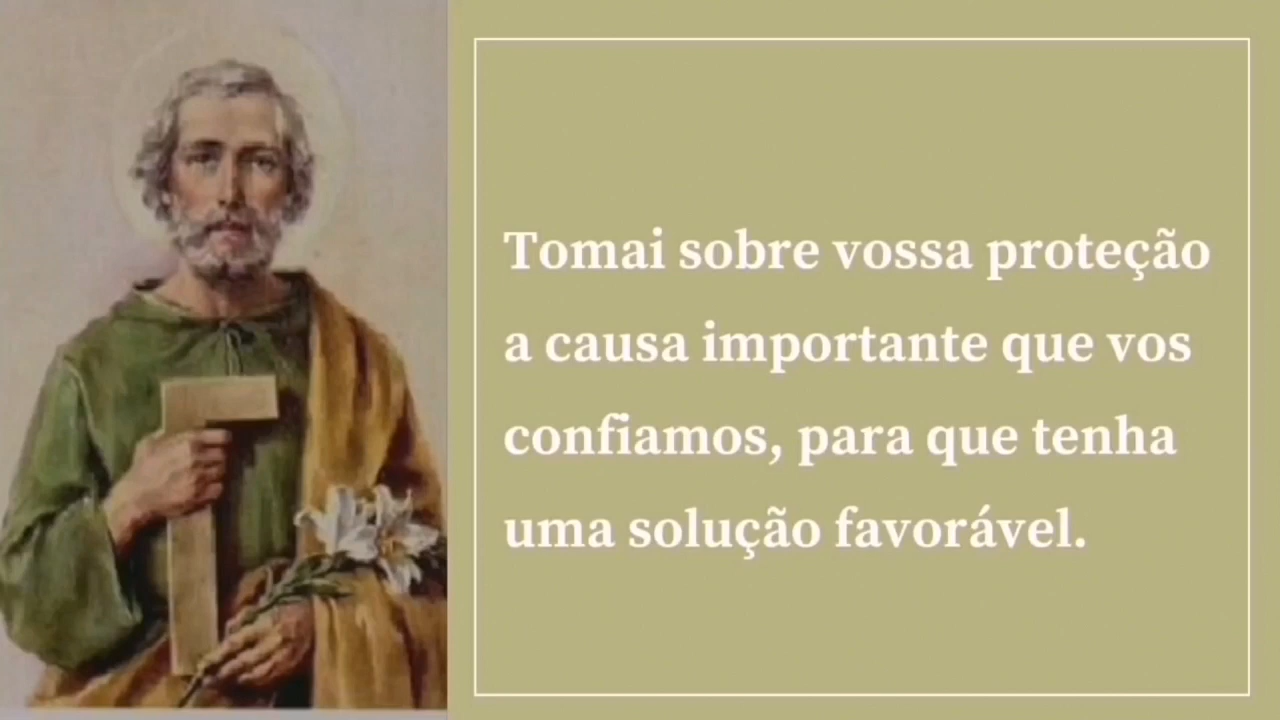 Tomai sobre vossa proteção
a causa importante que vos
confiamos, para que tenha
uma solução favorável.